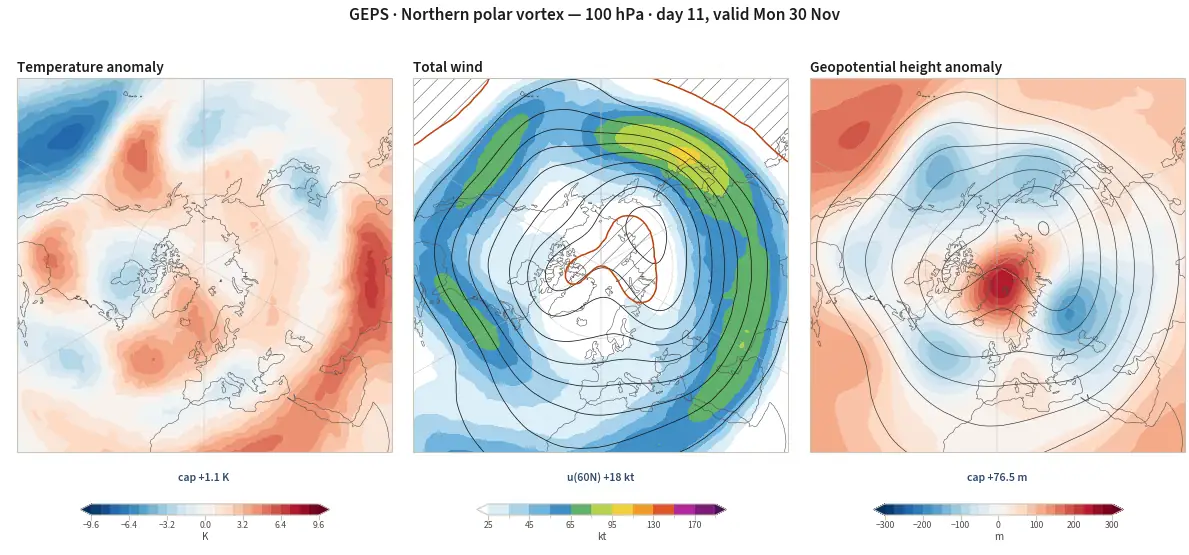 GEPS · Northern polar vortex — 100 hPa · day 11, valid Mon 30 Nov
Temperature anomaly
Total wind
Geopotential height anomaly
cap +1.1 K
u(60N) +18 kt
cap +76.5 m
−9.6 −6.4 −3.2 0.0 3.2 6.4 9.6
K
25 45 65 95 130 170
kt
−300 −200 −100 0 100 200 300
m